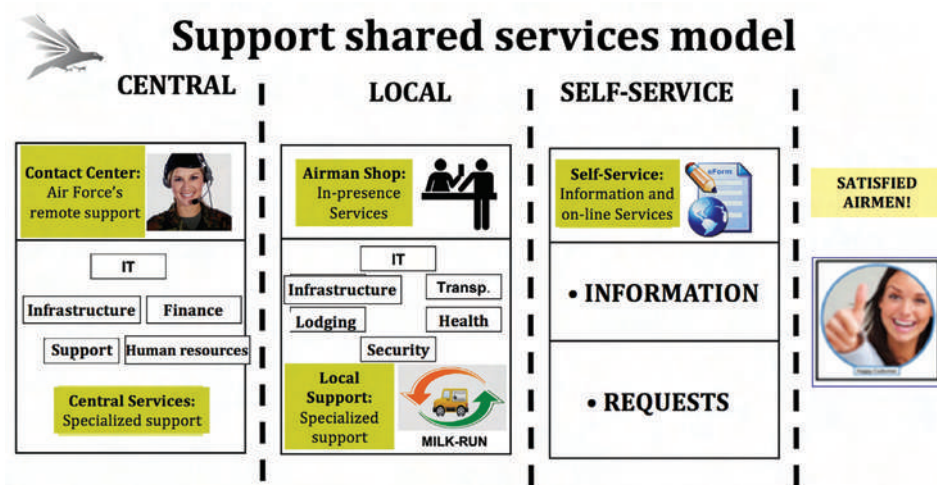 Support shared services model
CENTRAL
LOCAL
SELF-SERVICE
Contact Center:
Air Force's
remote support
IT
Infrastructure
Finance
Support
Human resources
Central Services:
Specialized support
Airman Shop:
In-presence
Services
IT
Infrastructure
Transp.
Lodging
Health
Security
Local
Support:
Specialized
support
MILK-RUN
Self-Service:
Information and
on-line Services
eForm
• INFORMATION
• REQUESTS
SATISFIED
AIRMEN!